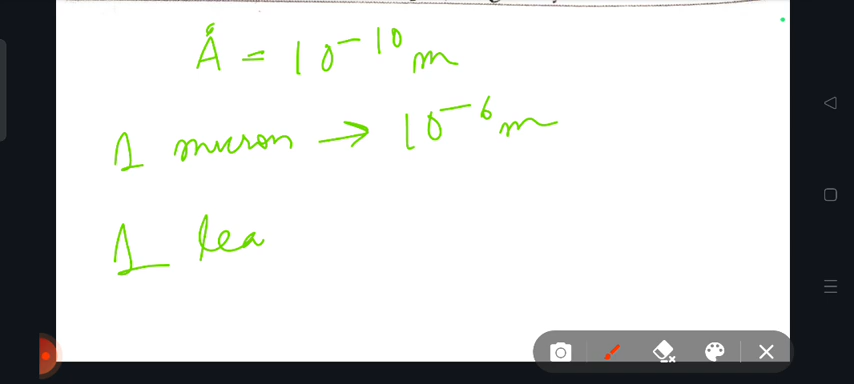 Å = 10⁻¹⁰ m
1 micron → 10⁻⁶ m
1 lea